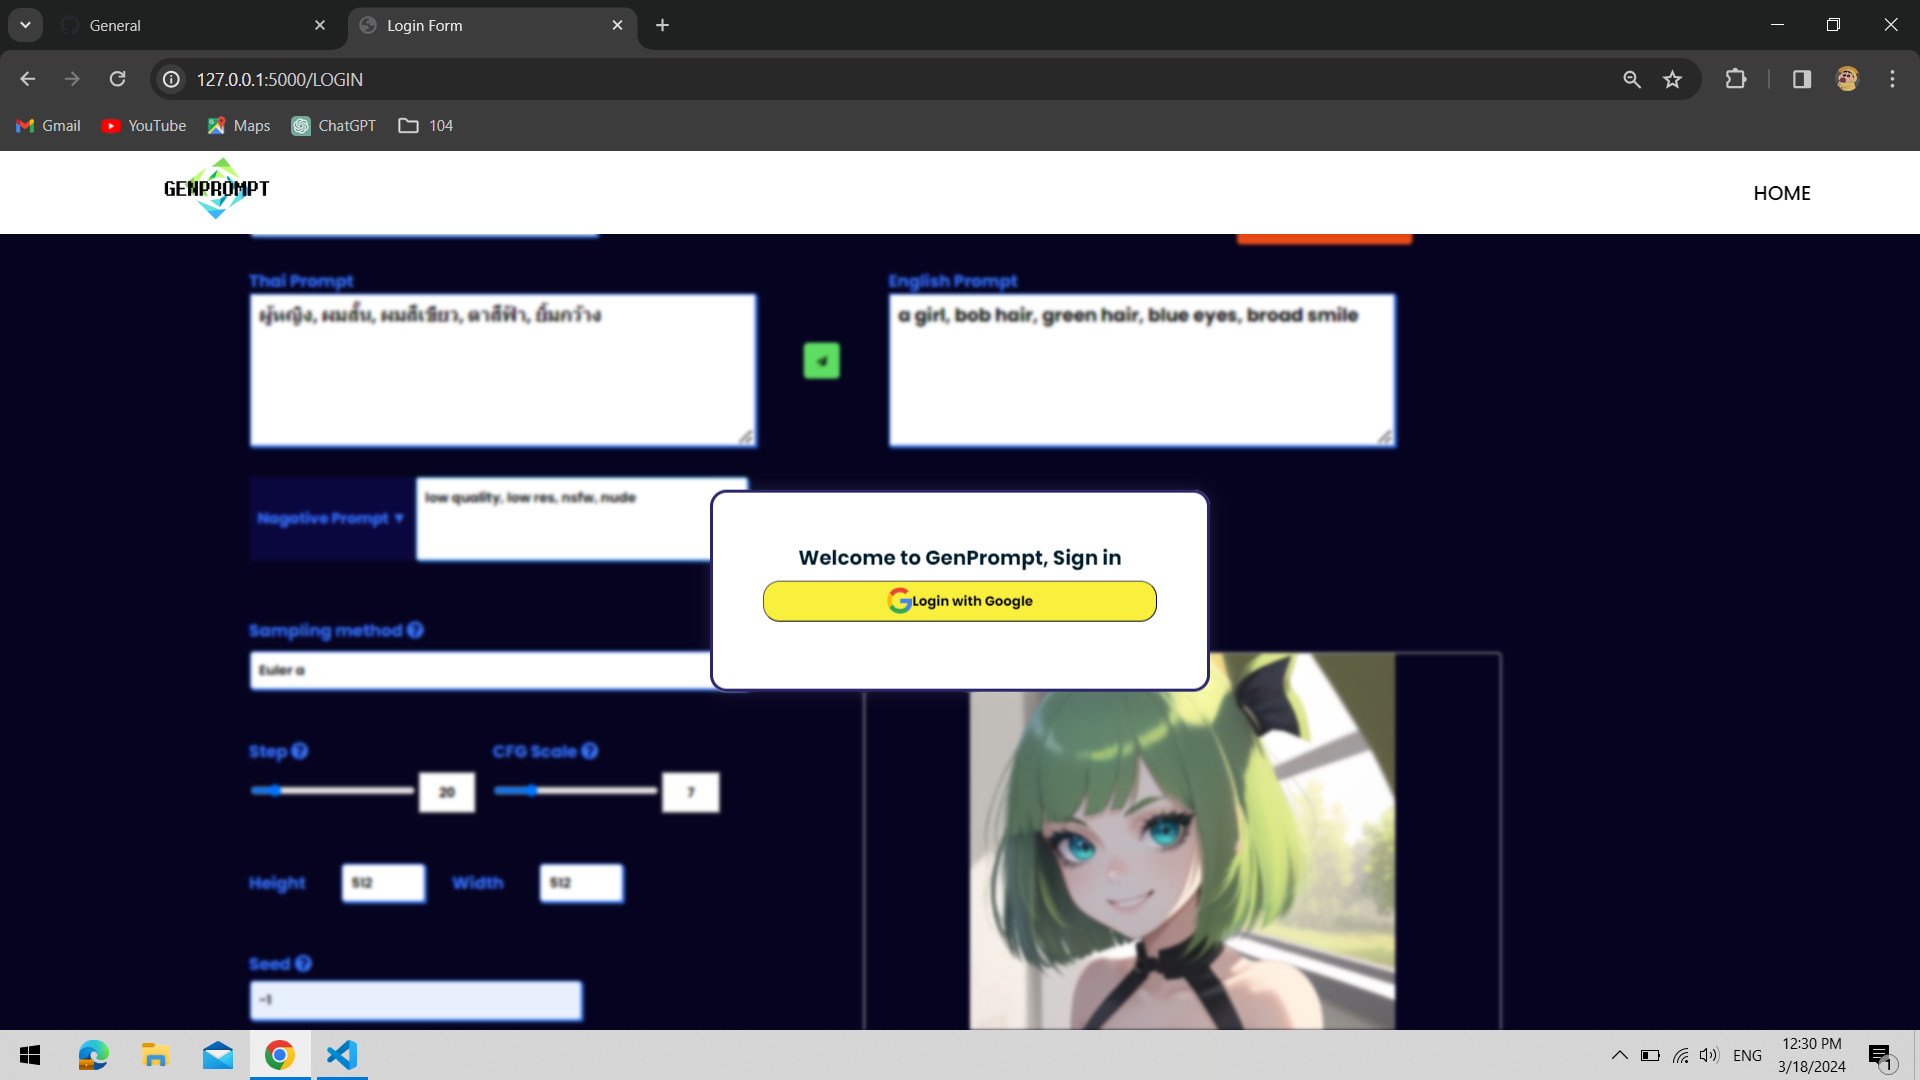 General
Login Form
127.0.0.1:5000/LOGIN
Gmail
YouTube
Maps
ChatGPT
104
GENPROMPT
HOME
Thai Prompt
English Prompt
ผู้หญิง, ผมสั้น, ผมสีเขียว, ตาสีฟ้า, ยิ้มกว้าง
a girl, bob hair, green hair, blue eyes, broad smile
Nagative Prompt ▼
low quality, low res, nsfw, nude
Welcome to GenPrompt, Sign in
Login with Google
Sampling method
Euler a
Step
CFG Scale
20
7
Height
512
Width
512
Seed
-1
ENG
12:30 PM
3/18/2024
1